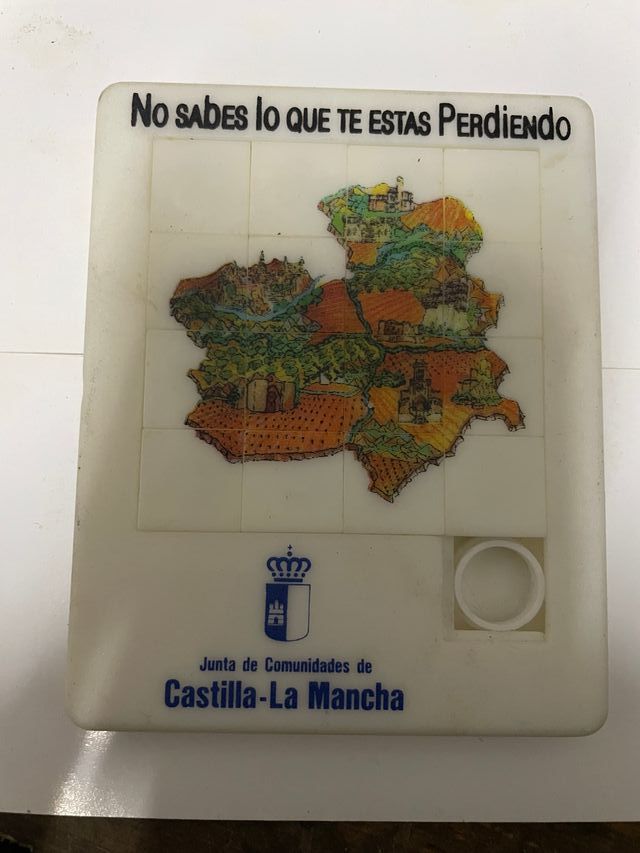 No sabes lo que te estas Perdiendo
Junta de Comunidades de
Castilla-La Mancha